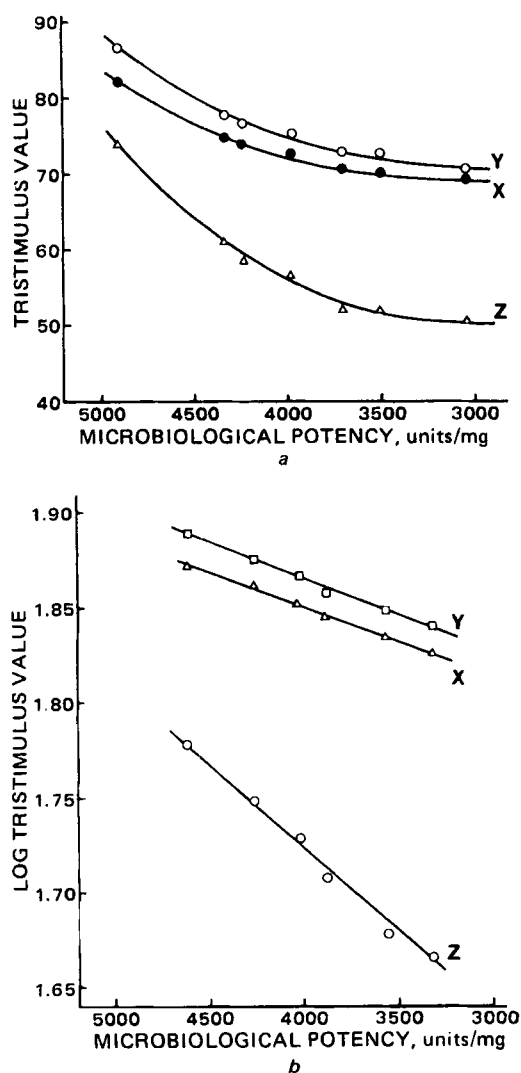 90
80
70
60
50
40
TRISTIMULUS VALUE
Y
X
Z
5000 4500 4000 3500 3000
MICROBIOLOGICAL POTENCY, units/mg
a
1.90
1.85
1.80
1.75
1.70
1.65
LOG TRISTIMULUS VALUE
Y
X
Z
5000 4500 4000 3500 3000
MICROBIOLOGICAL POTENCY, units/mg
b